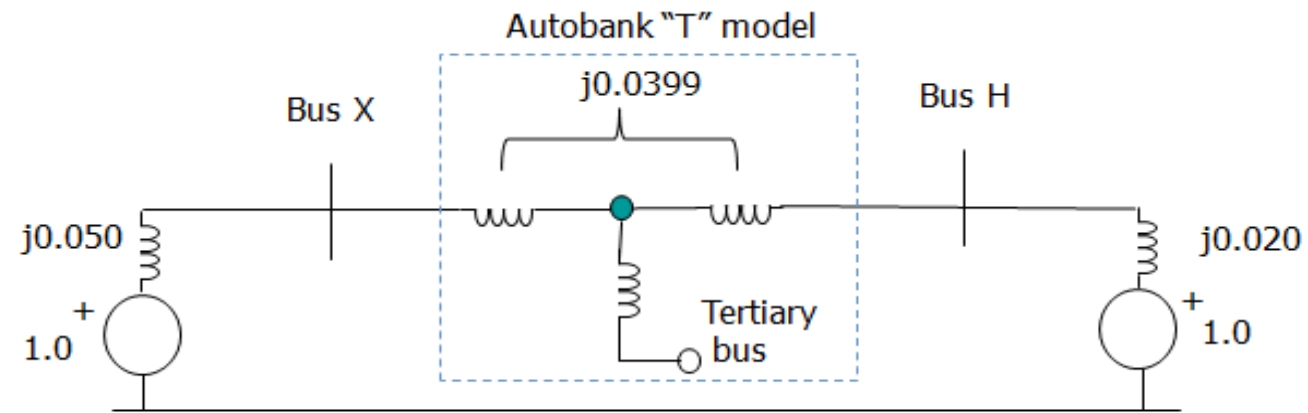 Autobank “T” model
j0.0399
Bus X
Bus H
j0.050
j0.020
+
1.0
Tertiary
bus
+
1.0